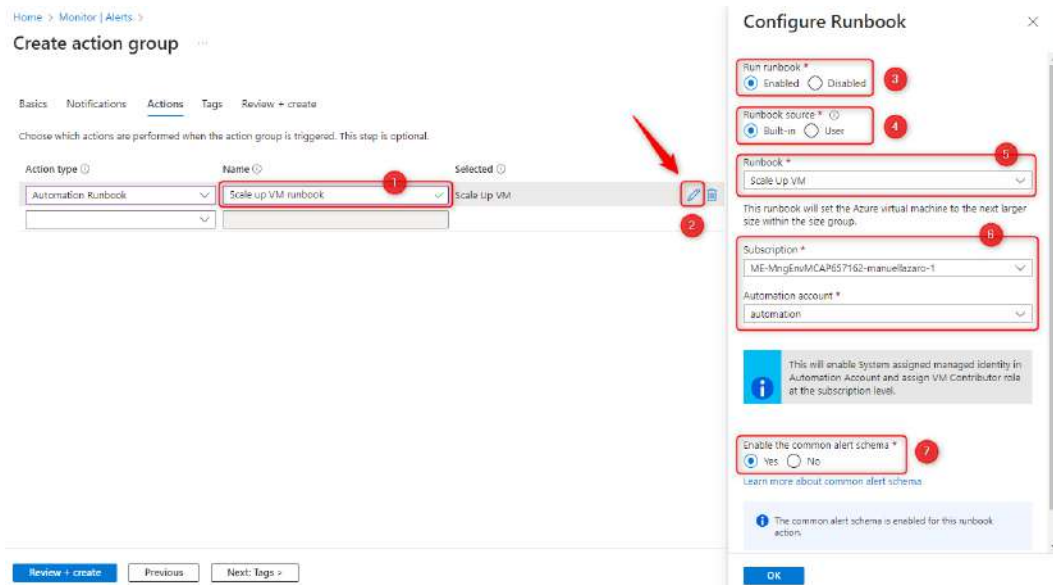 Home > Monitor | Alerts >
Create action group ...
Basics Notifications Actions Tags Review + create
Choose which actions are performed when the action group is triggered. This step is optional.
Action type Name Selected
Automation Runbook Scale up VM runbook Scale Up VM
1
2
Review + create Previous Next: Tags >
Configure Runbook
Run runbook *
Enabled Disabled
3
Runbook source *
Built-in User
4
5
Runbook *
Scale Up VM
This runbook will set the Azure virtual machine to the next larger
size within the size group.
6
Subscription *
ME-MngEnvMCAP657162-manuellazaro-1
Automation account *
automation
This will enable System assigned managed identity in
Automation Account and assign VM Contributor role
at the subscription level.
Enable the common alert schema *
Yes No
7
Learn more about common alert schema
The common alert schema is enabled for this runbook
action.
OK